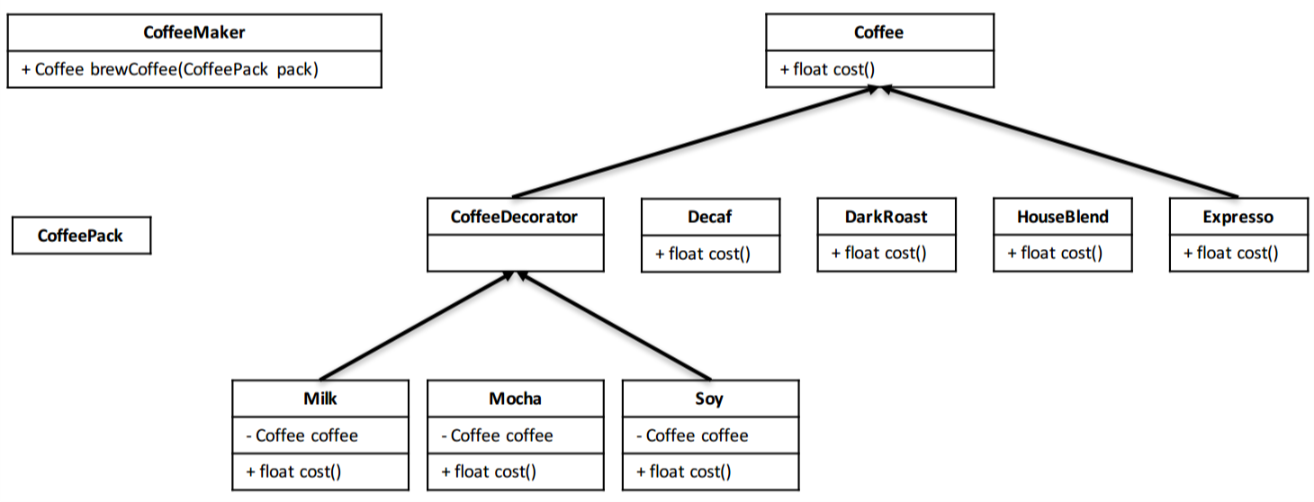 CoffeeMaker
+ Coffee brewCoffee(CoffeePack pack)
Coffee
+ float cost()
CoffeePack
CoffeeDecorator
Decaf
+ float cost()
DarkRoast
+ float cost()
HouseBlend
+ float cost()
Expresso
+ float cost()
Milk
- Coffee coffee
+ float cost()
Mocha
- Coffee coffee
+ float cost()
Soy
- Coffee coffee
+ float cost()